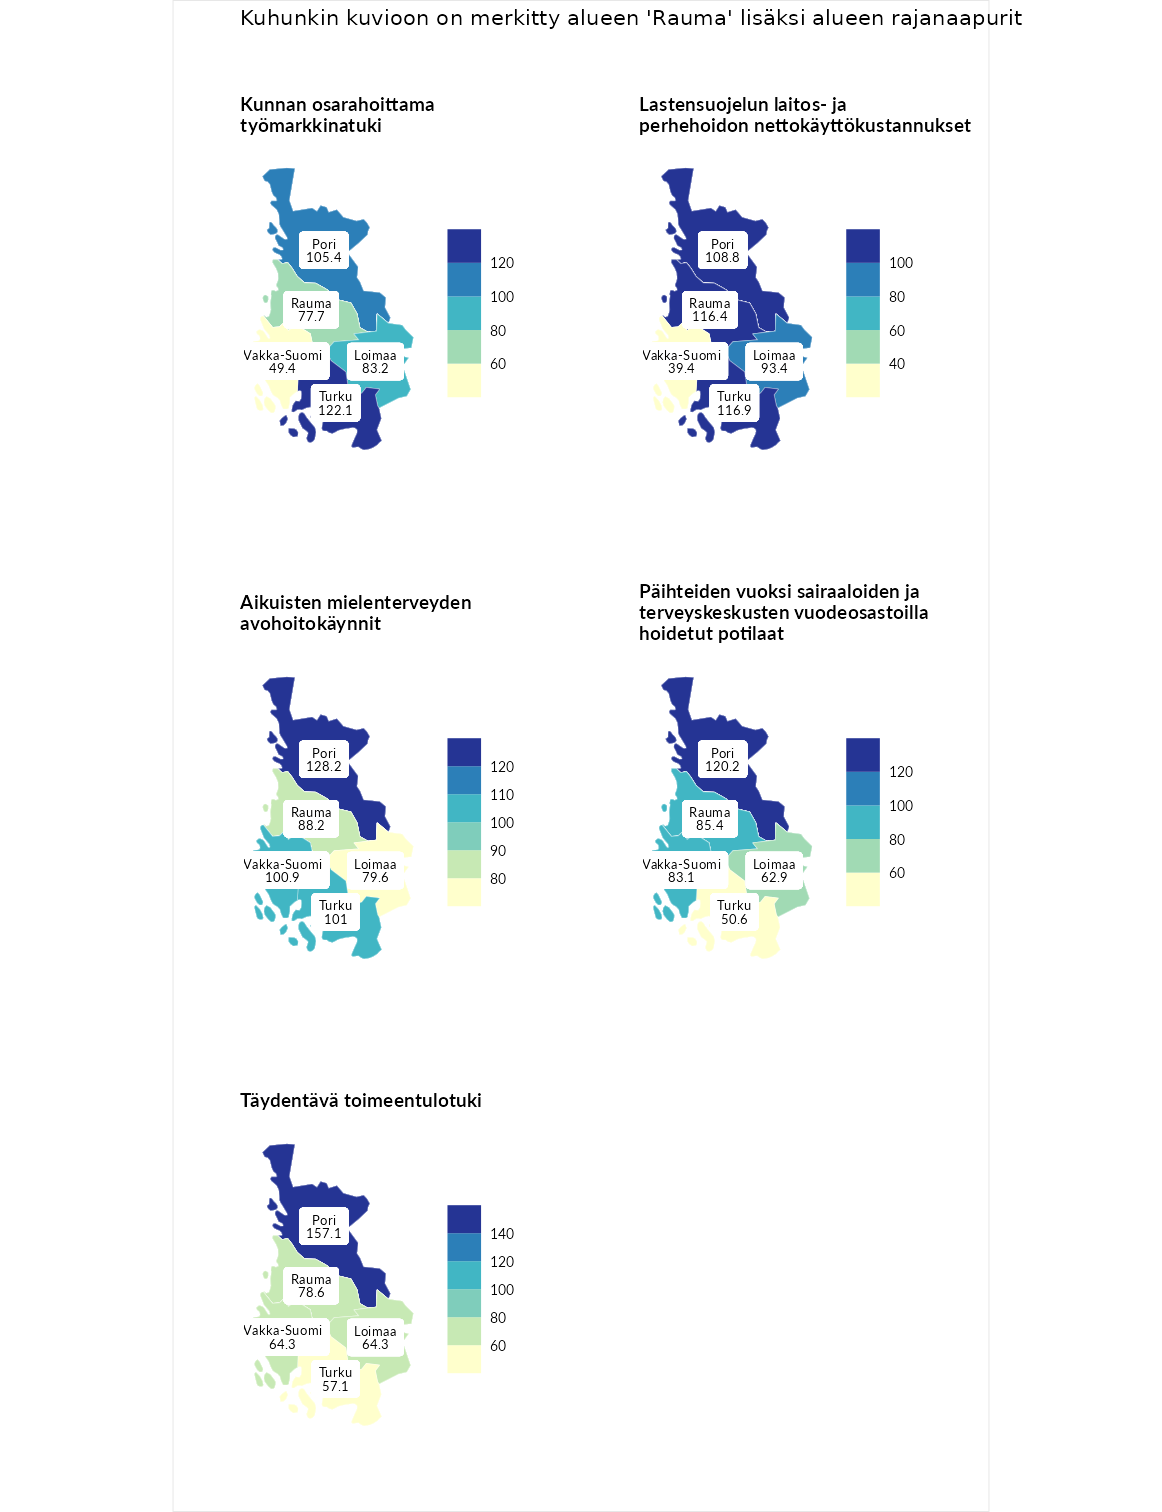 Kuhunkin kuvioon on merkitty alueen 'Rauma' lisäksi alueen rajanaapurit
Kunnan osarahoittama
työmarkkinatuki
Pori
105.4
Rauma
77.7
Vakka-Suomi
49.4
Loimaa
83.2
Turku
122.1
120
100
80
60
Lastensuojelun laitos- ja
perhehoidon nettokäyttökustannukset
Pori
108.8
Rauma
116.4
Vakka-Suomi
39.4
Loimaa
93.4
Turku
116.9
100
80
60
40
Aikuisten mielenterveyden
avohoitokäynnit
Pori
128.2
Rauma
88.2
Vakka-Suomi
100.9
Loimaa
79.6
Turku
101
120
110
100
90
80
Päihteiden vuoksi sairaaloiden ja
terveyskeskusten vuodeosastoilla
hoidetut potilaat
Pori
120.2
Rauma
85.4
Vakka-Suomi
83.1
Loimaa
62.9
Turku
50.6
120
100
80
60
Täydentävä toimeentulotuki
Pori
157.1
Rauma
78.6
Vakka-Suomi
64.3
Loimaa
64.3
Turku
57.1
140
120
100
80
60